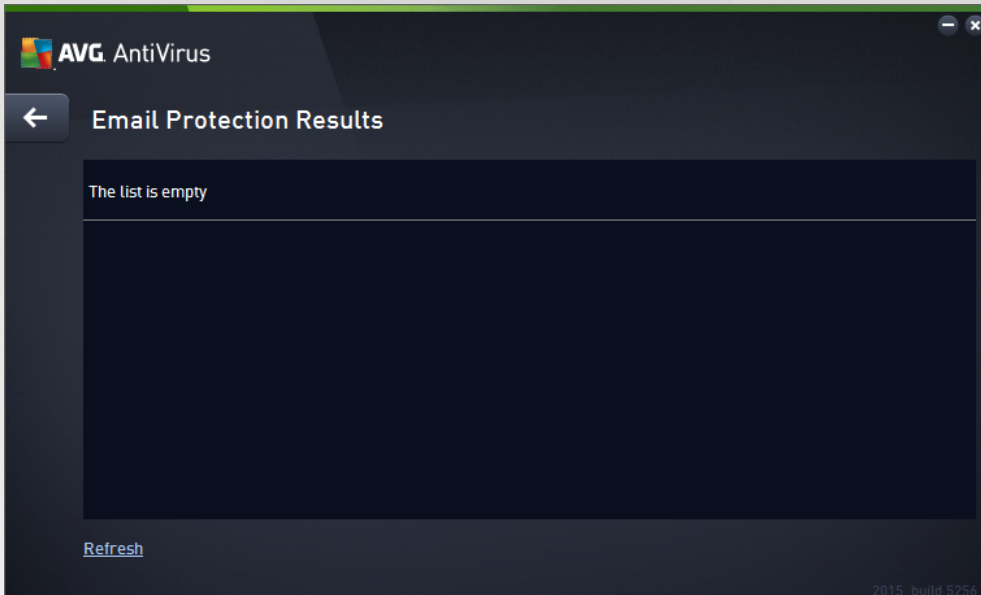 AVG. AntiVirus
Email Protection Results
The list is empty
Refresh
2015 build 5256